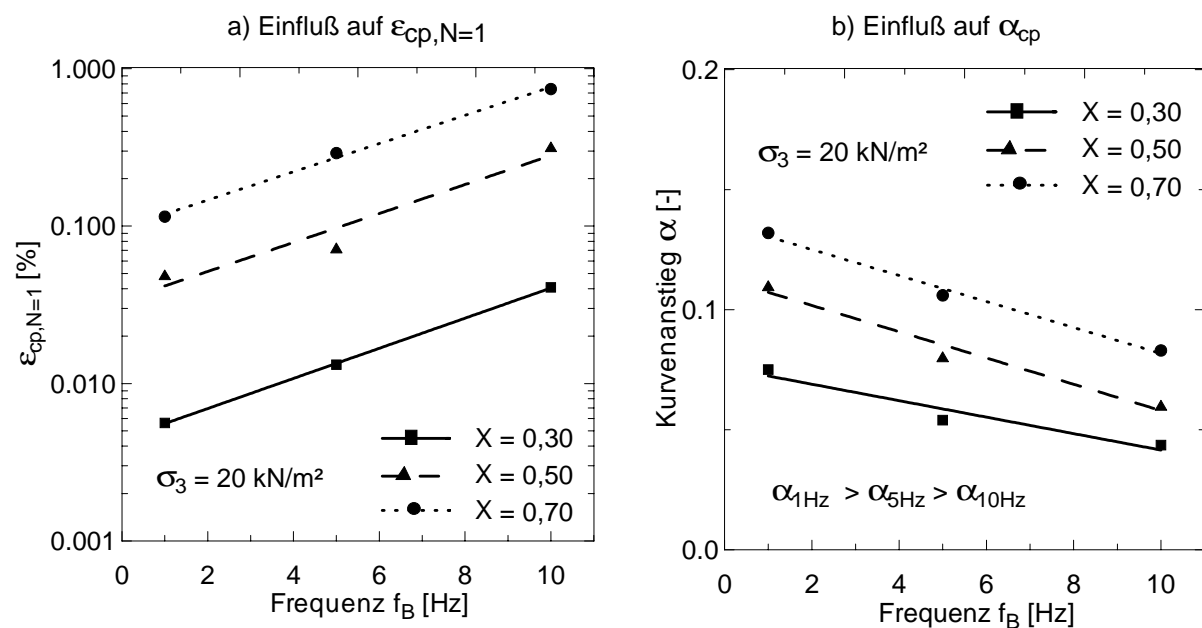 a) Einfluß auf εcp,N=1
1.000
0.100
0.010
0.001
εcp,N=1 [%]
σ3 = 20 kN/m²
X = 0,30
X = 0,50
X = 0,70
0 2 4 6 8 10
Frequenz fB [Hz]
b) Einfluß auf αcp
0.2
0.1
0.0
Kurvenanstieg α [-]
σ3 = 20 kN/m²
X = 0,30
X = 0,50
X = 0,70
α1Hz > α5Hz > α10Hz
0 2 4 6 8 10
Frequenz fB [Hz]